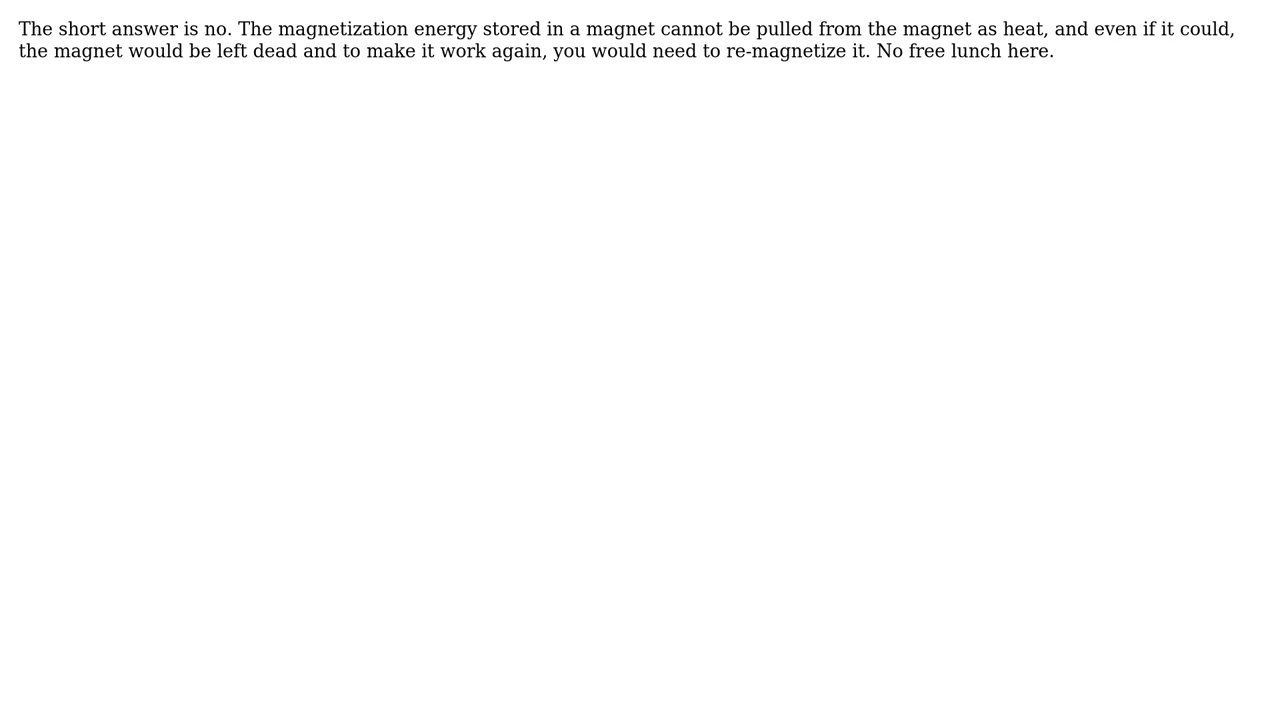 The short answer is no. The magnetization energy stored in a magnet cannot be pulled from the magnet as heat, and even if it could,
the magnet would be left dead and to make it work again, you would need to re-magnetize it. No free lunch here.